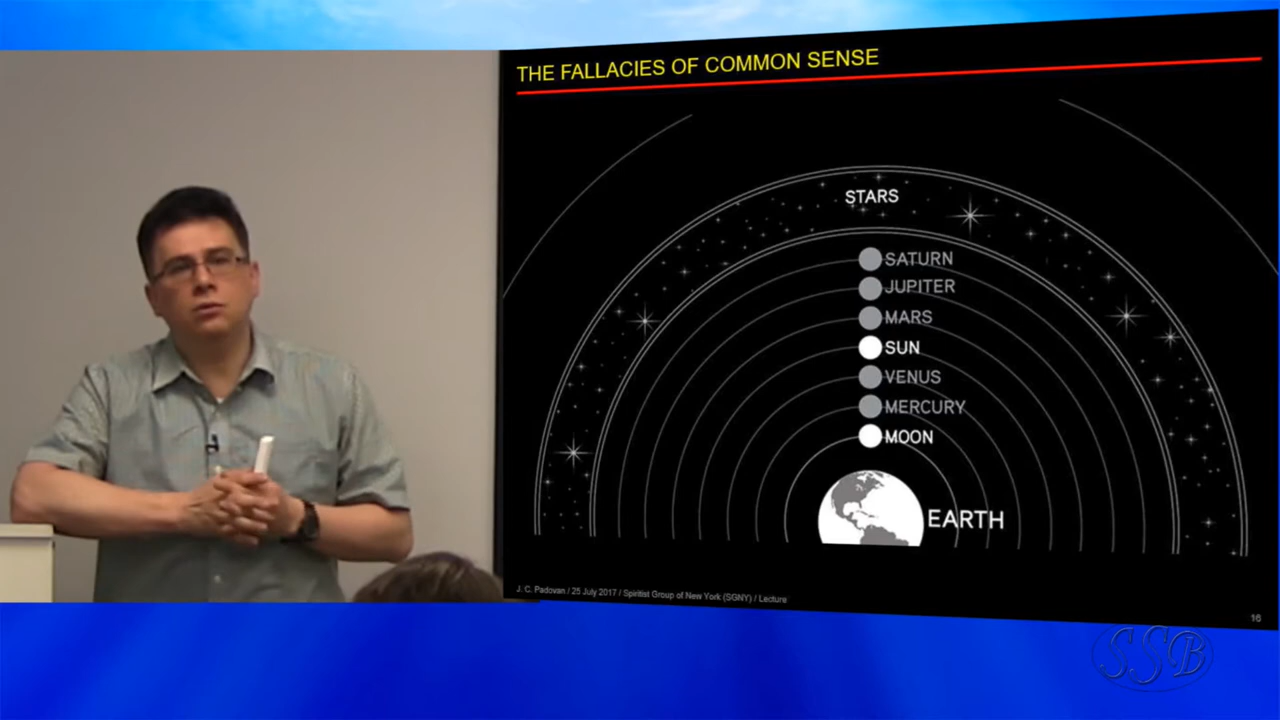 THE FALLACIES OF COMMON SENSE
STARS
SATURN
JUPITER
MARS
SUN
VENUS
MERCURY
MOON
EARTH
J. C. Padovan / 25 July 2017 / Spiritist Group of New York (SGNY) / Lecture
16
SSB